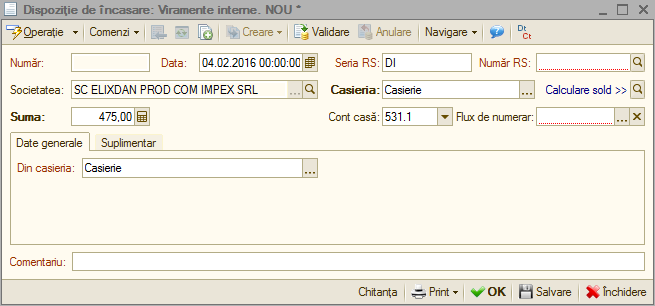 Dispoziție de încasare: Viramente interne. NOU *
Operație Comenzi Creare Validare Anulare Navigare Dt Ct
Număr: Data: 04.02.2016 00:00:00 Seria RS: DI Număr RS:
Societatea: SC ELIXDAN PROD COM IMPEX SRL ... Casieria: Casierie ... Calculare sold >>
Suma: 475,00 Cont casă: 531.1 Flux de numerar: ...
Date generale Suplimentar
Din casieria: Casierie ...
Comentariu:
Chitanța Print OK Salvare Închidere